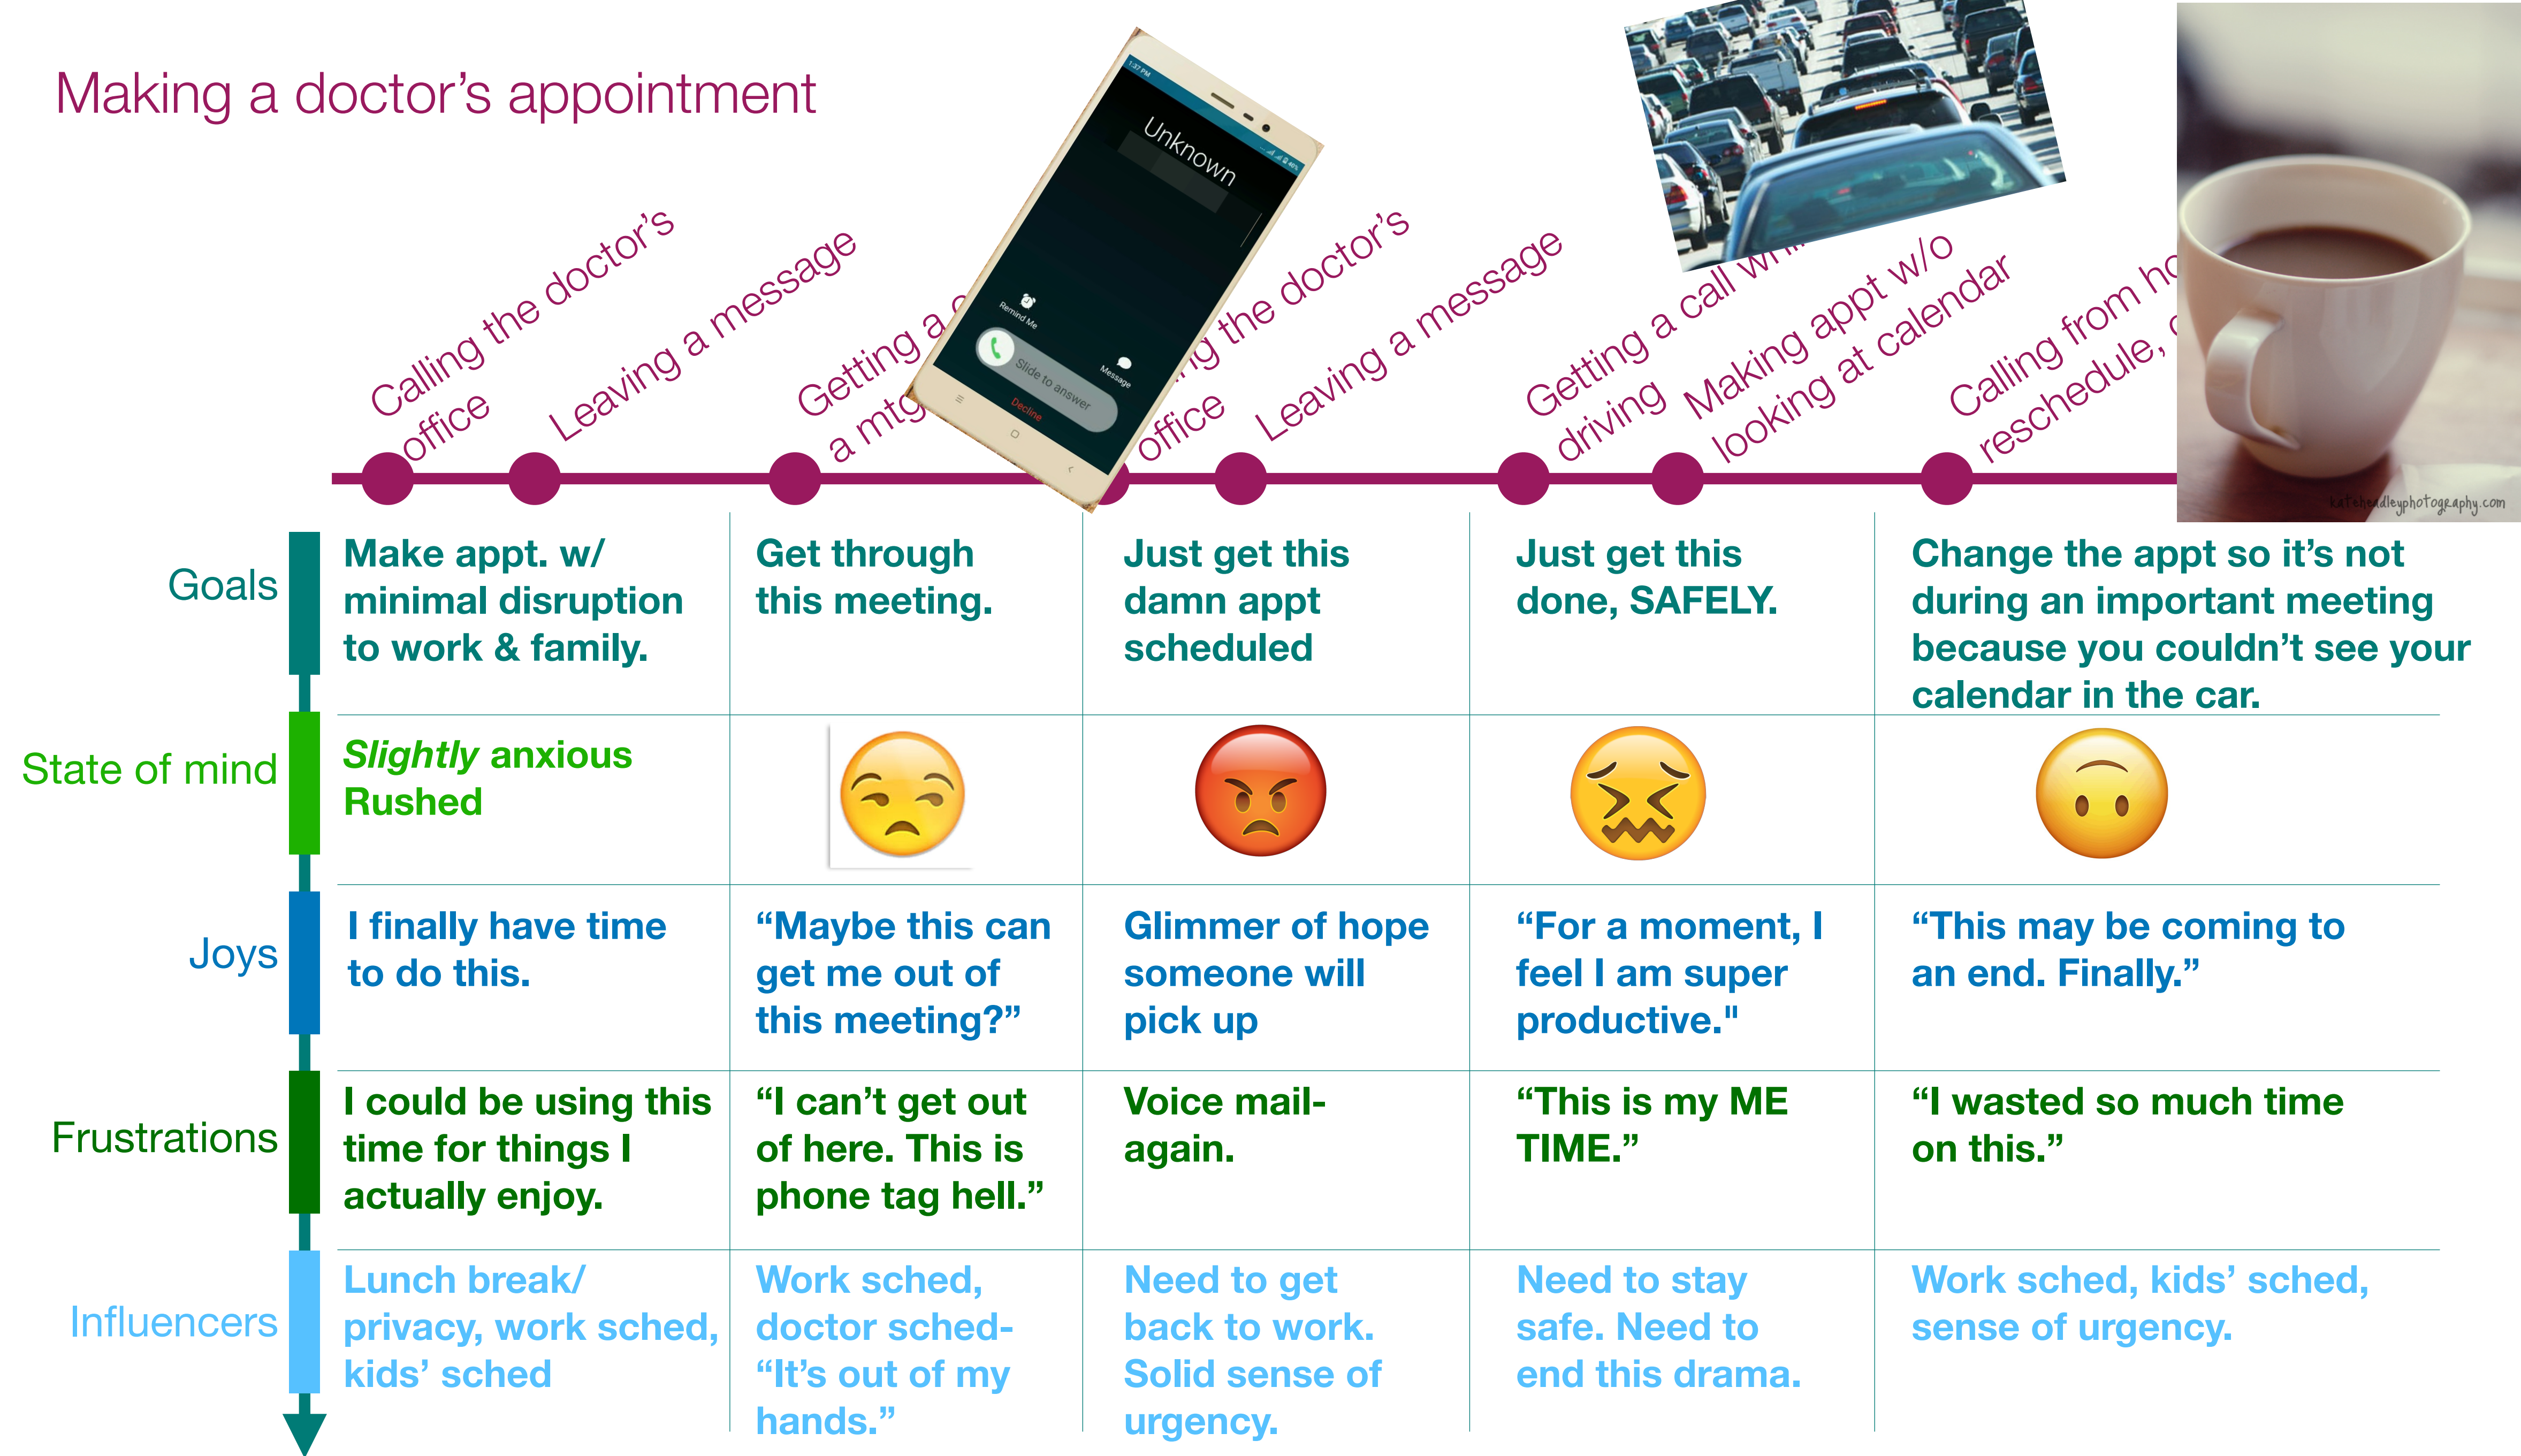 Making a doctor's appointment
1:37 PM
46%
Unknown
Remind Me
Message
Slide to answer
Decline
Calling the doctor's
office
Leaving a message
Getting a
a mtg
the doctor's
office
Leaving a message
Getting a call
driving
Making appt w/o
looking at calendar
Calling from
reschedule,
kateheadleyphotography.com
Goals
Make appt. w/
minimal disruption
to work & family.
Get through
this meeting.
Just get this
damn appt
scheduled
Just get this
done, SAFELY.
Change the appt so it's not
during an important meeting
because you couldn't see your
calendar in the car.
State of mind
Slightly anxious
Rushed
Joys
I finally have time
to do this.
“Maybe this can
get me out of
this meeting?”
Glimmer of hope
someone will
pick up
“For a moment, I
feel I am super
productive."
“This may be coming to
an end. Finally.”
Frustrations
I could be using this
time for things I
actually enjoy.
“I can’t get out
of here. This is
phone tag hell.”
Voice mail-
again.
“This is my ME
TIME.”
“I wasted so much time
on this.”
Influencers
Lunch break/
privacy, work sched,
kids’ sched
Work sched,
doctor sched-
“It’s out of my
hands.”
Need to get
back to work.
Solid sense of
urgency.
Need to stay
safe. Need to
end this drama.
Work sched, kids’ sched,
sense of urgency.